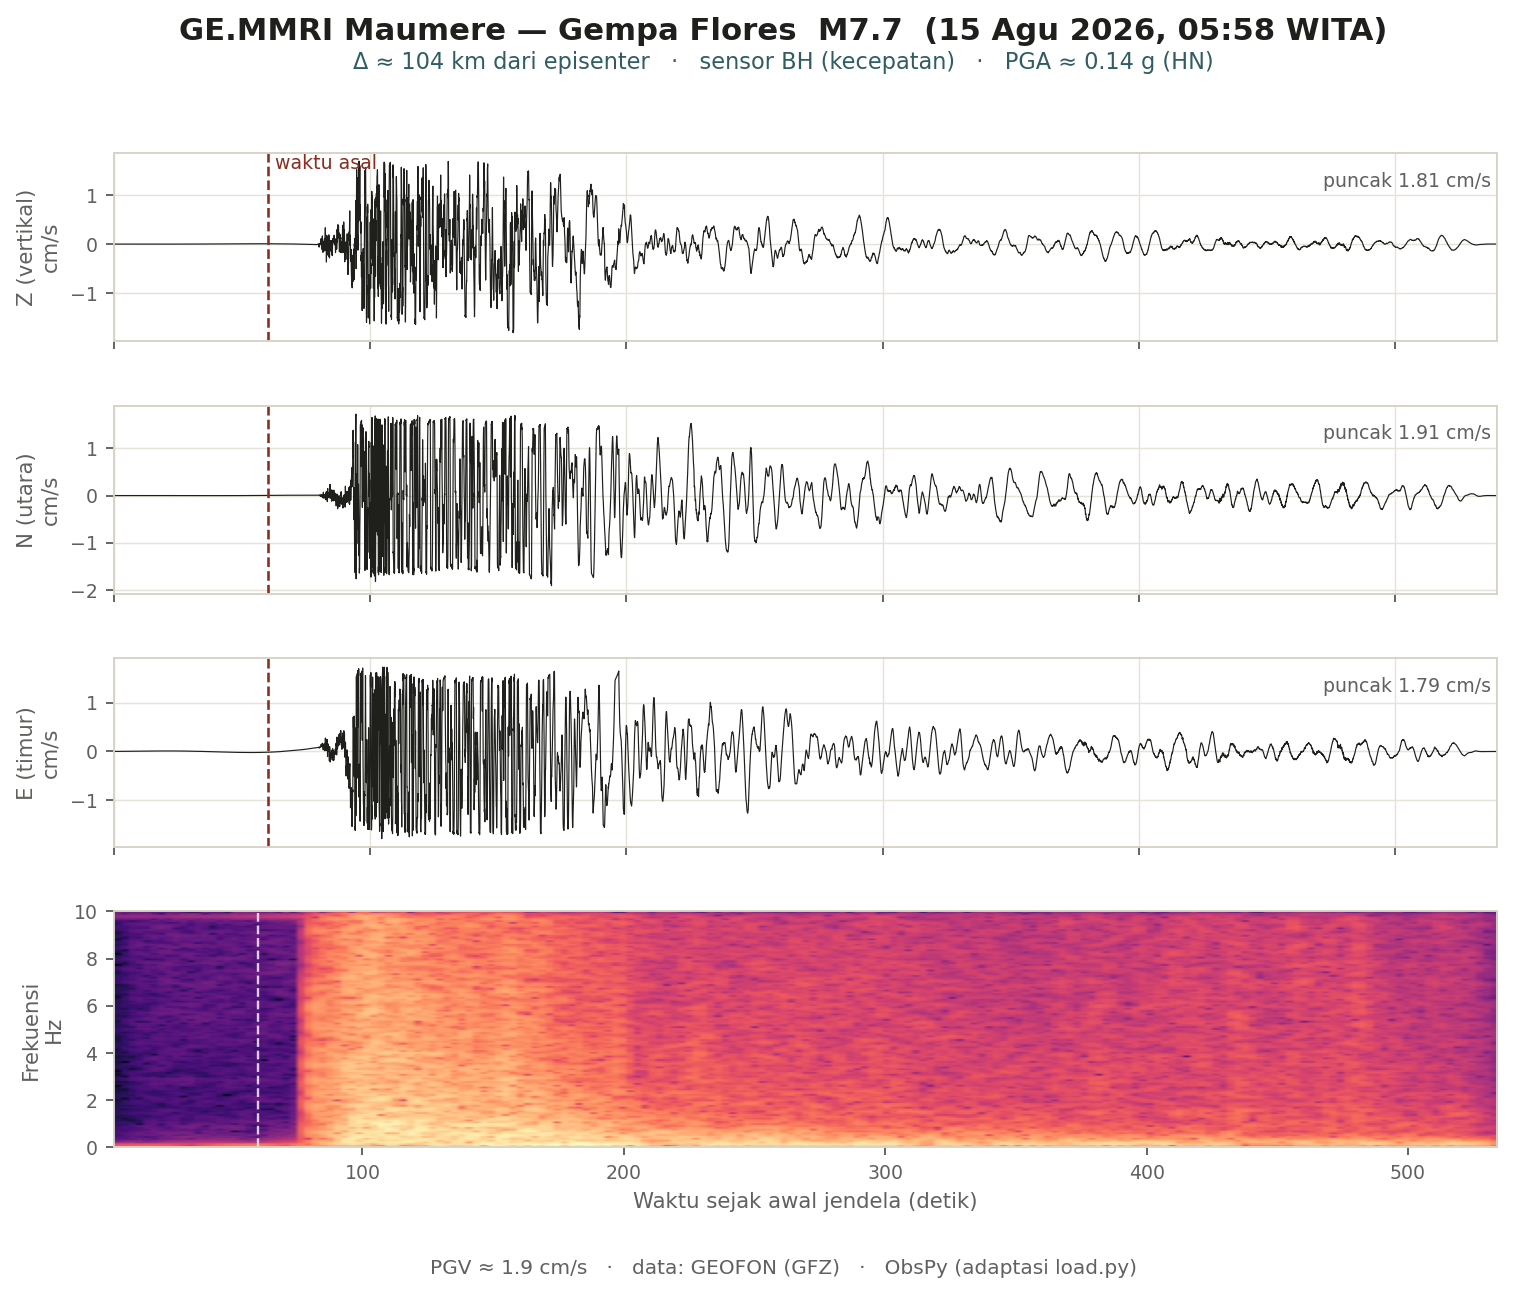 GE.MMRI Maumere — Gempa Flores  M7.7  (15 Agu 2026, 05:58 WITA)
Δ ≈ 104 km dari episenter   ·   sensor BH (kecepatan)   ·   PGA ≈ 0.14 g (HN)
waktu asal
puncak 1.81 cm/s
Z (vertikal)
cm/s
1
0
−1
puncak 1.91 cm/s
N (utara)
cm/s
1
0
−1
−2
puncak 1.79 cm/s
E (timur)
cm/s
1
0
−1
Frekuensi
Hz
10
8
6
4
2
0
100 200 300 400 500
Waktu sejak awal jendela (detik)
PGV ≈ 1.9 cm/s   ·   data: GEOFON (GFZ)   ·   ObsPy (adaptasi load.py)